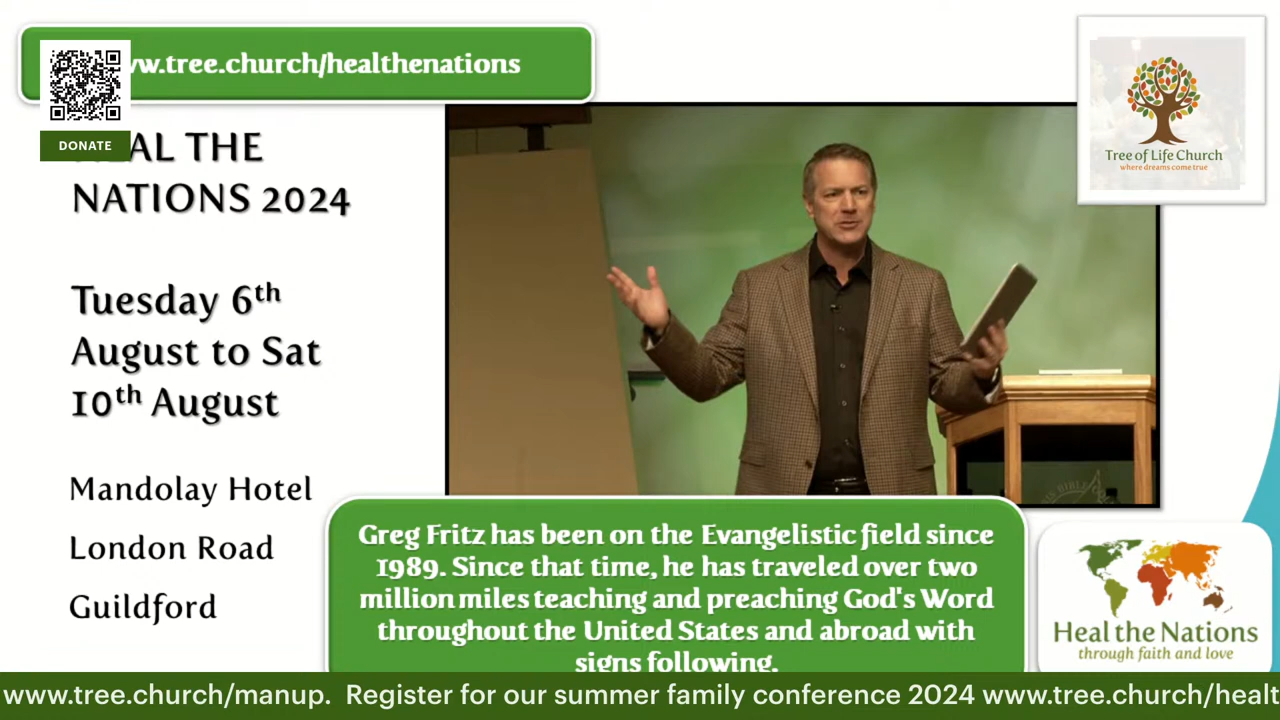 ww.tree.church/healthenations
DONATE
AL THE
NATIONS 2024
Tuesday 6th
August to Sat
10th August
Mandolay Hotel
London Road
Guildford
Tree of Life Church
where dreams come true
Greg Fritz has been on the Evangelistic field since
1989. Since that time, he has traveled over two
million miles teaching and preaching God's Word
throughout the United States and abroad with
signs following.
Heal the Nations
through faith and love
www.tree.church/manup. Register for our summer family conference 2024 www.tree.church/healt